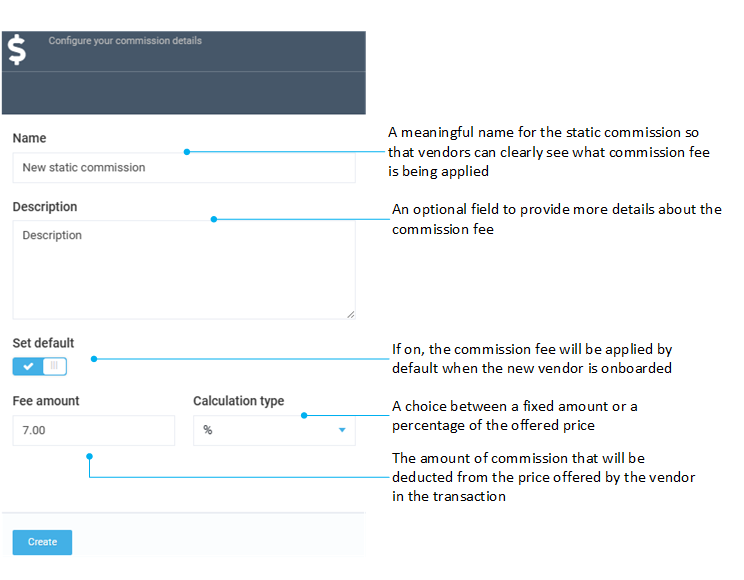 $
Configure your commission details
Name
A meaningful name for the static commission so
that vendors can clearly see what commission fee
is being applied
New static commission
Description
An optional field to provide more details about the
commission fee
Description
Set default
If on, the commission fee will be applied by
default when the new vendor is onboarded
Fee amount
Calculation type
A choice between a fixed amount or a
percentage of the offered price
7.00
%
The amount of commission that will be
deducted from the price offered by the vendor
in the transaction
Create